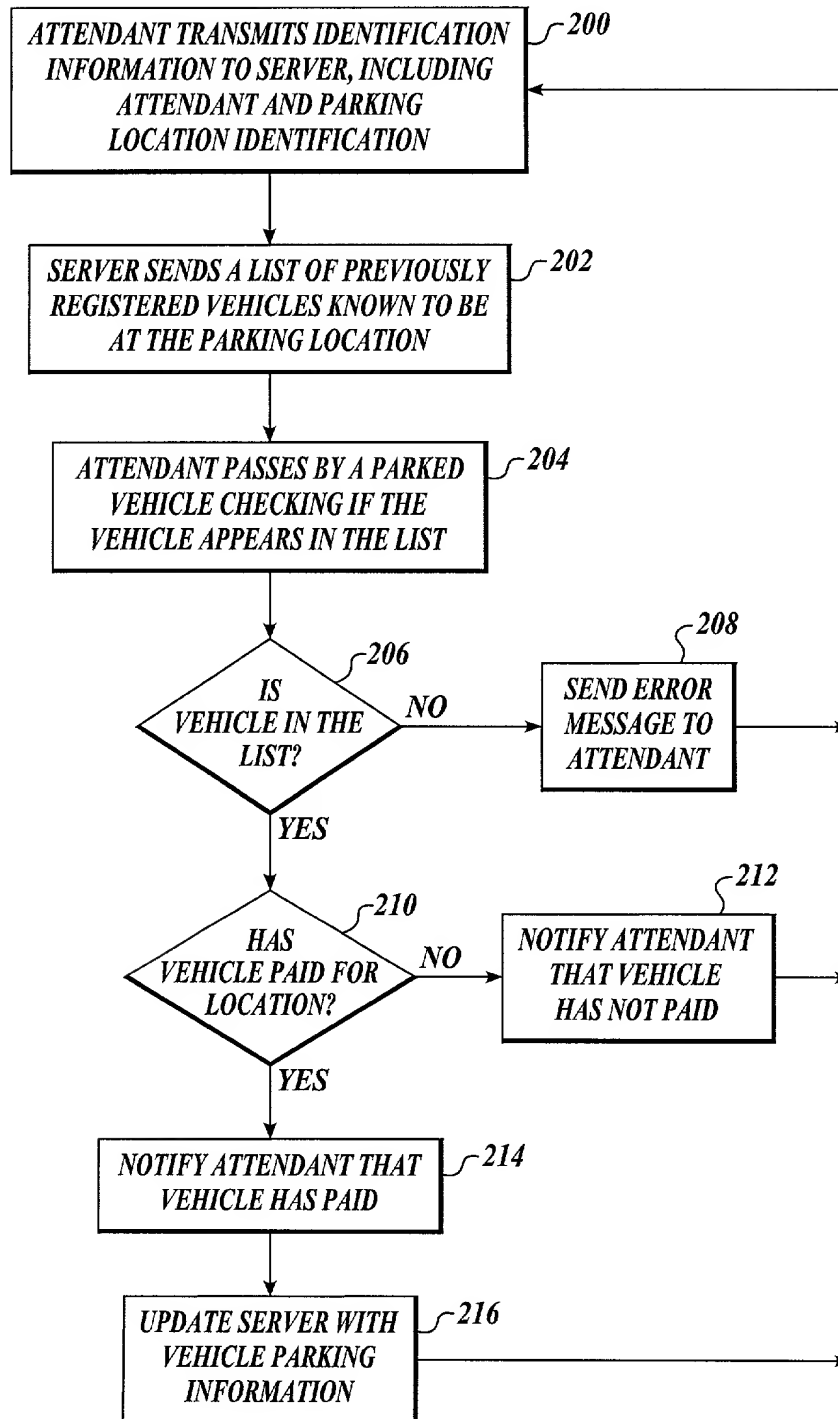 ATTENDANT TRANSMITS IDENTIFICATION
INFORMATION TO SERVER, INCLUDING
ATTENDANT AND PARKING
LOCATION IDENTIFICATION
200
SERVER SENDS A LIST OF PREVIOUSLY
REGISTERED VEHICLES KNOWN TO BE
AT THE PARKING LOCATION
202
ATTENDANT PASSES BY A PARKED
VEHICLE CHECKING IF THE
VEHICLE APPEARS IN THE LIST
204
IS
VEHICLE IN THE
LIST?
206
NO
SEND ERROR
MESSAGE TO
ATTENDANT
208
YES
HAS
VEHICLE PAID FOR
LOCATION?
210
NO
NOTIFY ATTENDANT
THAT VEHICLE
HAS NOT PAID
212
YES
NOTIFY ATTENDANT THAT
VEHICLE HAS PAID
214
UPDATE SERVER WITH
VEHICLE PARKING
INFORMATION
216